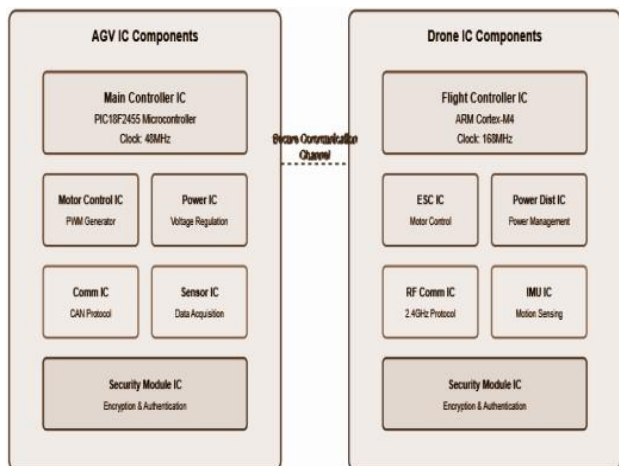 AGV IC Components
Main Controller IC
PIC18F2455 Microcontroller
Clock: 48MHz
Motor Control IC
PWM Generator
Power IC
Voltage Regulation
Comm IC
CAN Protocol
Sensor IC
Data Acquisition
Security Module IC
Encryption & Authentication
Secure Communication
Channel
Drone IC Components
Flight Controller IC
ARM Cortex-M4
Clock: 168MHz
ESC IC
Motor Control
Power Dist IC
Power Management
RF Comm IC
2.4GHz Protocol
IMU IC
Motion Sensing
Security Module IC
Encryption & Authentication